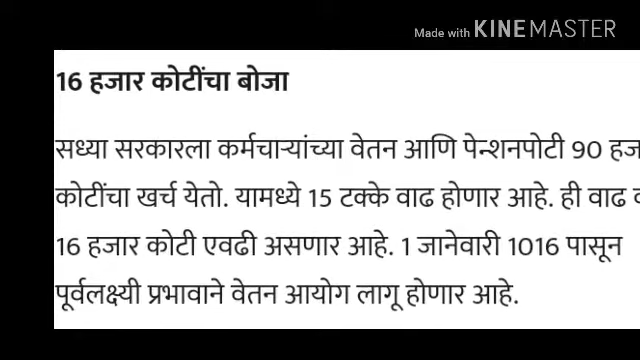 Made with KINEMASTER
16 हजार कोटींचा बोजा
सध्या सरकारला कर्मचाऱ्यांच्या वेतन आणि पेन्शनपोटी 90
कोटींचा खर्च येतो. यामध्ये 15 टक्के वाढ होणार आहे. ही वाढ
16 हजार कोटी एवढी असणार आहे. 1 जानेवारी 1016 पासून
पूर्वलक्ष्यी प्रभावाने वेतन आयोग लागू होणार आहे.